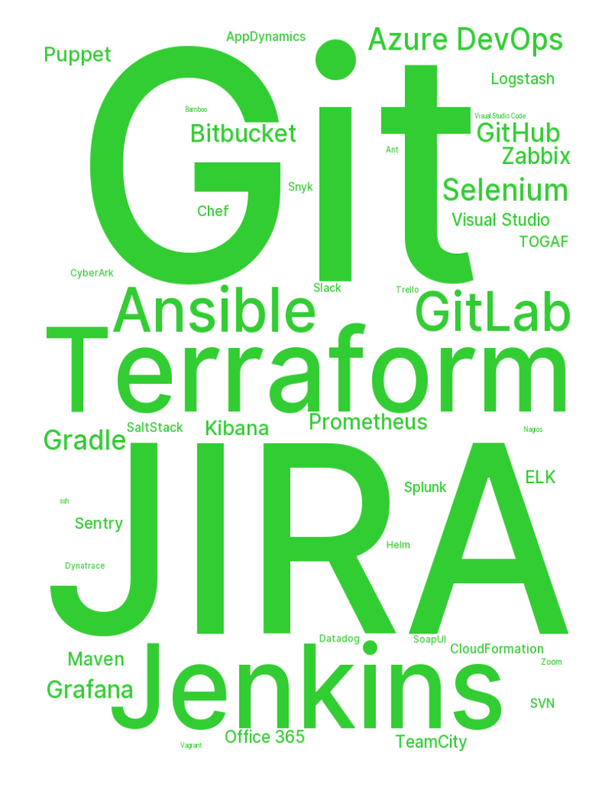 AppDynamics
Azure DevOps
Puppet
Git
Logstash
Bamboo
Visual Studio Code
Bitbucket
GitHub
Ant
Zabbix
Snyk
Selenium
Chef
Visual Studio
TOGAF
CyberArk
Slack
Trello
Ansible
GitLab
Terraform
Prometheus
SaltStack
Kibana
Nagios
Gradle
JIRA
ELK
Splunk
ssh
Sentry
Helm
Dynatrace
Datadog
SoapUI
CloudFormation
Maven
Zoom
Jenkins
Grafana
SVN
Office 365
TeamCity
Vagrant